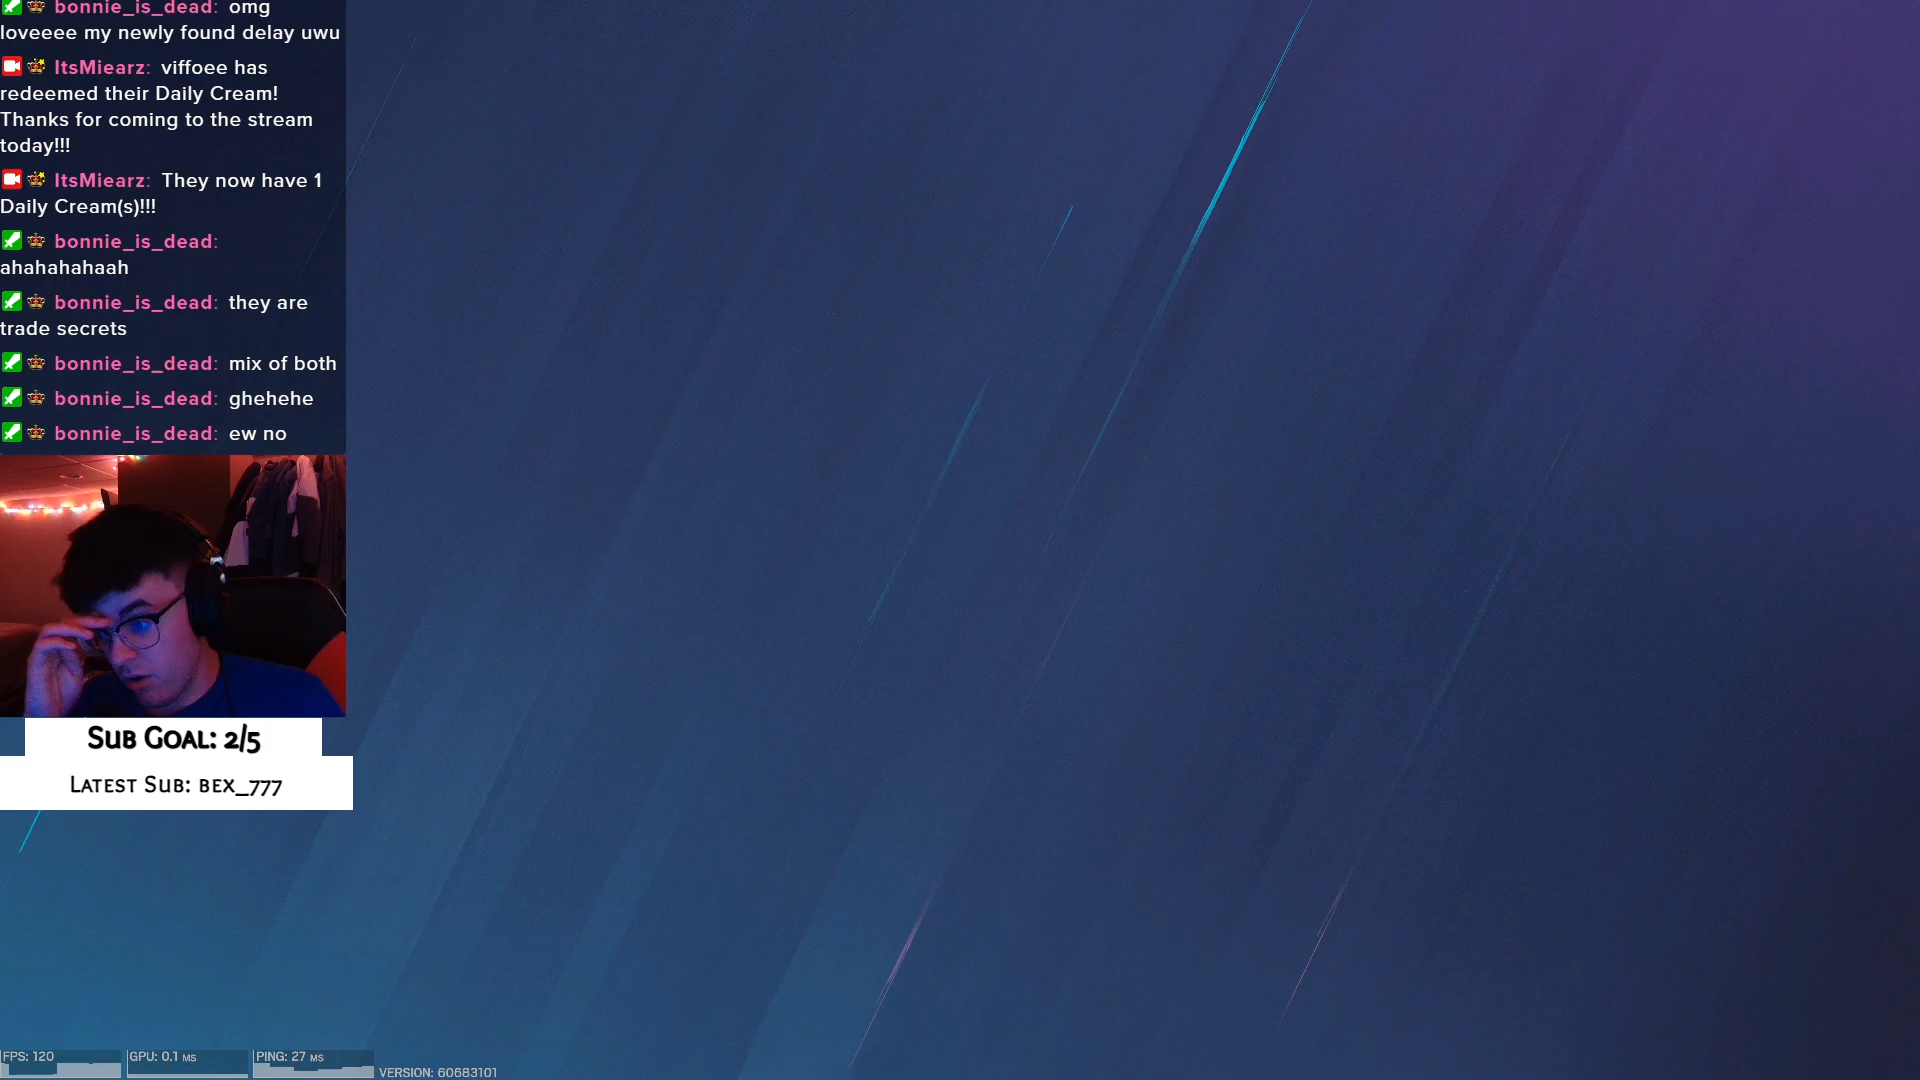 bonnie_is_dead: omg
loveeee my newly found delay uwu
ItsMiearz: viffoee has
redeemed their Daily Cream!
Thanks for coming to the stream
today!!!
ItsMiearz: They now have 1
Daily Cream(s)!!!
bonnie_is_dead:
ahahahahaah
bonnie_is_dead: they are
trade secrets
bonnie_is_dead: mix of both
bonnie_is_dead: ghehehe
bonnie_is_dead: ew no
Sub Goal: 2/5
Latest Sub: bex_777
FPS: 120 GPU: 0.1 MS PING: 27 MS VERSION: 60683101